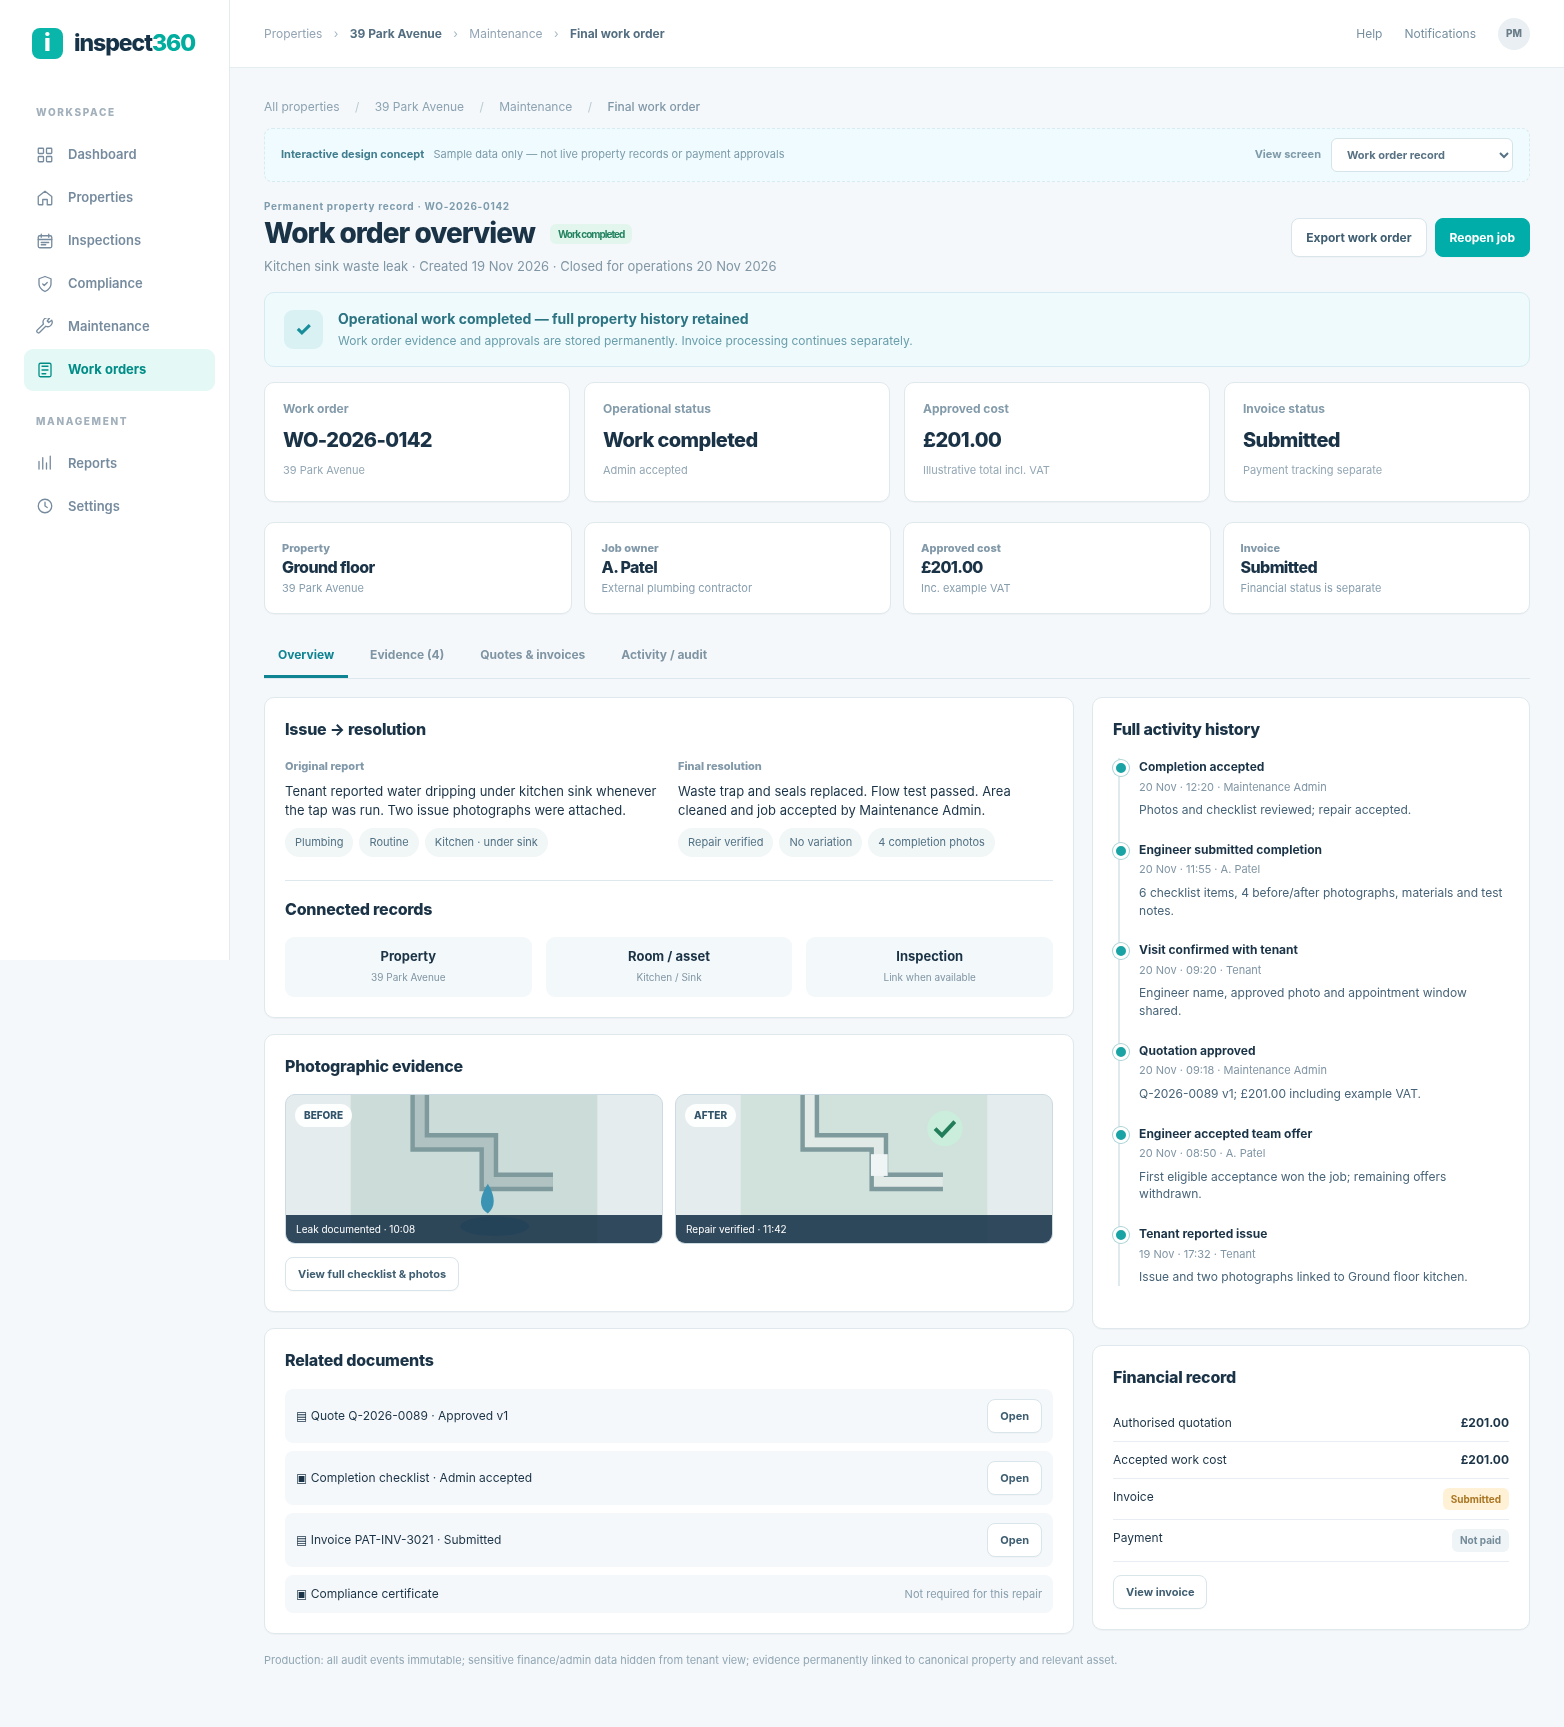 inspect360
WORKSPACE
Dashboard
Properties
Inspections
Compliance
Maintenance
Work orders
MANAGEMENT
Reports
Settings
Properties › 39 Park Avenue › Maintenance › Final work order
Help Notifications PM
All properties / 39 Park Avenue / Maintenance / Final work order
Interactive design concept Sample data only — not live property records or payment approvals
View screen Work order record
Permanent property record · WO-2026-0142
Work order overview Work completed
Kitchen sink waste leak · Created 19 Nov 2026 · Closed for operations 20 Nov 2026
Export work order Reopen job
Operational work completed — full property history retained
Work order evidence and approvals are stored permanently. Invoice processing continues separately.
Work order
WO-2026-0142
39 Park Avenue
Operational status
Work completed
Admin accepted
Approved cost
£201.00
Illustrative total incl. VAT
Invoice status
Submitted
Payment tracking separate
Property
Ground floor
39 Park Avenue
Job owner
A. Patel
External plumbing contractor
Approved cost
£201.00
Inc. example VAT
Invoice
Submitted
Financial status is separate
Overview Evidence (4) Quotes & invoices Activity / audit
Issue → resolution
Original report
Tenant reported water dripping under kitchen sink whenever
the tap was run. Two issue photographs were attached.
Plumbing Routine Kitchen · under sink
Final resolution
Waste trap and seals replaced. Flow test passed. Area
cleaned and job accepted by Maintenance Admin.
Repair verified No variation 4 completion photos
Connected records
Property
39 Park Avenue
Room / asset
Kitchen / Sink
Inspection
Link when available
Photographic evidence
BEFORE
Leak documented · 10:08
AFTER
Repair verified · 11:42
View full checklist & photos
Related documents
Quote Q-2026-0089 · Approved v1 Open
Completion checklist · Admin accepted Open
Invoice PAT-INV-3021 · Submitted Open
Compliance certificate Not required for this repair
Full activity history
Completion accepted
20 Nov · 12:20 · Maintenance Admin
Photos and checklist reviewed; repair accepted.
Engineer submitted completion
20 Nov · 11:55 · A. Patel
6 checklist items, 4 before/after photographs, materials and test
notes.
Visit confirmed with tenant
20 Nov · 09:20 · Tenant
Engineer name, approved photo and appointment window
shared.
Quotation approved
20 Nov · 09:18 · Maintenance Admin
Q-2026-0089 v1; £201.00 including example VAT.
Engineer accepted team offer
20 Nov · 08:50 · A. Patel
First eligible acceptance won the job; remaining offers
withdrawn.
Tenant reported issue
19 Nov · 17:32 · Tenant
Issue and two photographs linked to Ground floor kitchen.
Financial record
Authorised quotation £201.00
Accepted work cost £201.00
Invoice Submitted
Payment Not paid
View invoice
Production: all audit events immutable; sensitive finance/admin data hidden from tenant view; evidence permanently linked to canonical property and relevant asset.